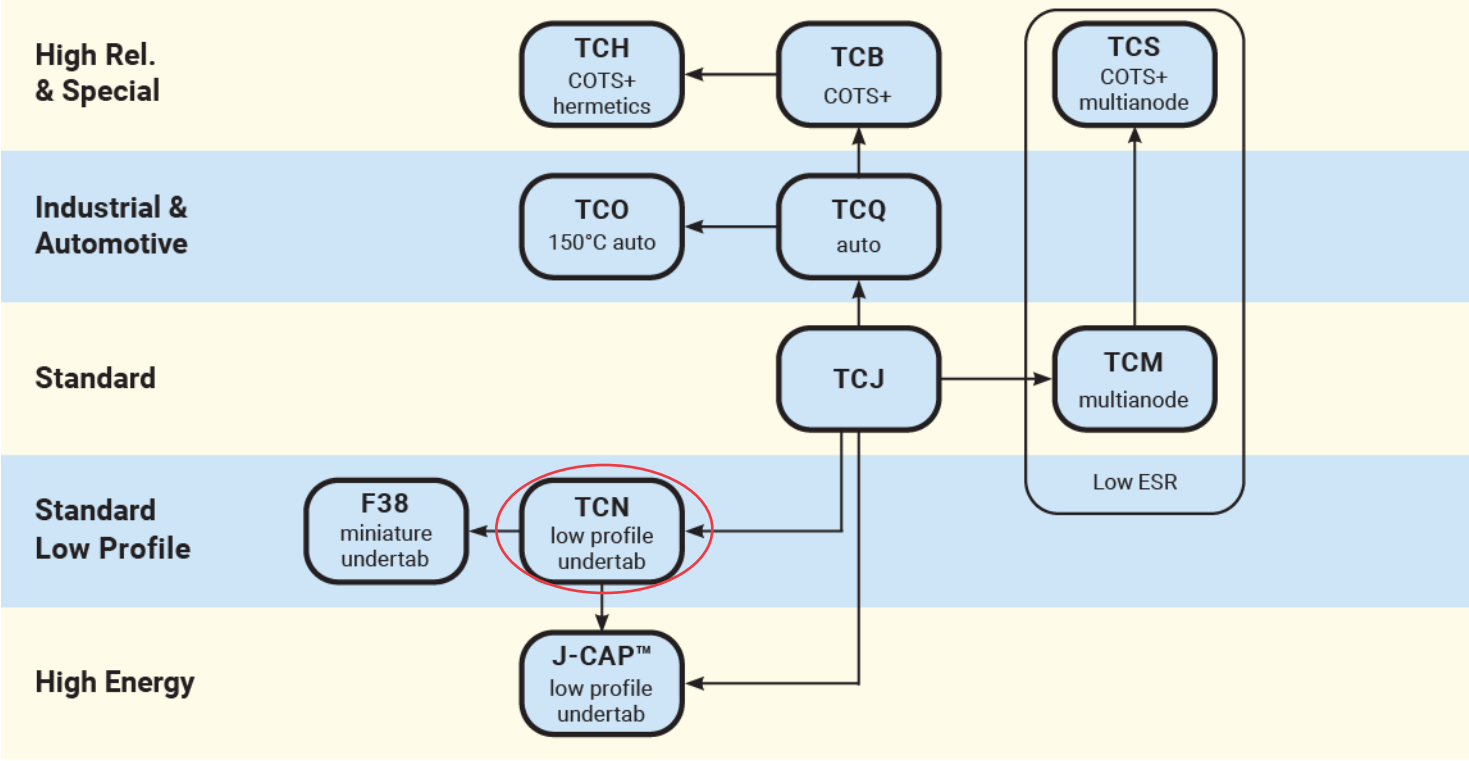 High Rel.
& Special
TCH
COTS+
hermetics
TCB
COTS+
TCS
COTS+
multianode
Industrial &
Automotive
TCO
150°C auto
TCQ
auto
Standard
TCJ
TCM
multianode
Low ESR
Standard
Low Profile
F38
miniature
undertab
TCN
low profile
undertab
High Energy
J-CAP™
low profile
undertab